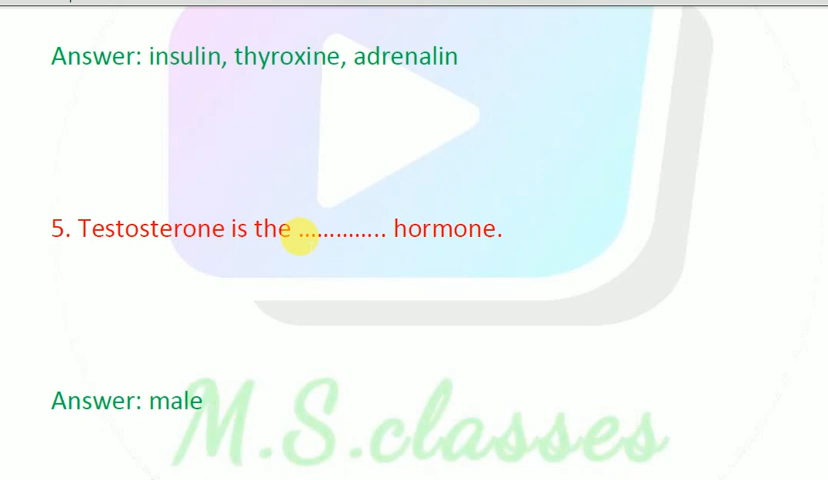 Answer: insulin, thyroxine, adrenalin
5. Testosterone is the .............. hormone.
Answer: male
M.S.classes